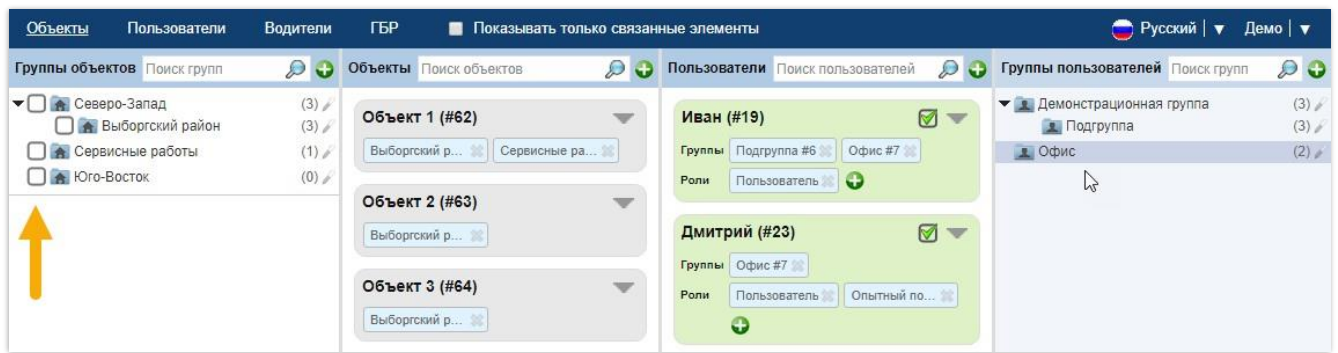 Объекты Пользователи Водители ГБР Показывать только связанные элементы Русский | ▼ Демо | ▼
Группы объектов Поиск групп
Северо-Запад (3)
Выборгский район (3)
Сервисные работы (1)
Юго-Восток (0)
Объекты Поиск объектов
Объект 1 (#62)
Выборгский р... Сервисные ра...
Объект 2 (#63)
Выборгский р...
Объект 3 (#64)
Выборгский р...
Пользователи Поиск пользователей
Иван (#19)
Группы Подгруппа #6 Офис #7
Роли Пользователь
Дмитрий (#23)
Группы Офис #7
Роли Пользователь Опытный по...
Группы пользователей Поиск групп
Демонстрационная группа (3)
Подгруппа (3)
Офис (2)